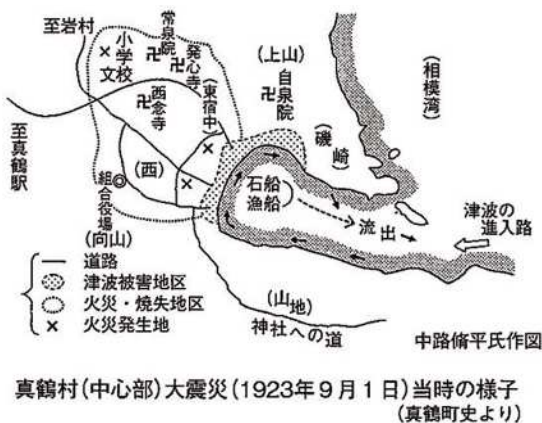 至岩村
常泉院
小学校
文
発心寺
(東宿中)
西念寺
(上山)
自泉院
(相模湾)
(磯崎)
至真鶴駅
(西)
組合役場
(向山)
石船
漁船
流出
津波の
進入路
道路
津波被害地区
火災・焼失地区
火災発生地
(山地)
神社への道
中路脩平氏作図
真鶴村(中心部)大震災(1923年9月1日)当時の様子
(真鶴町史より)